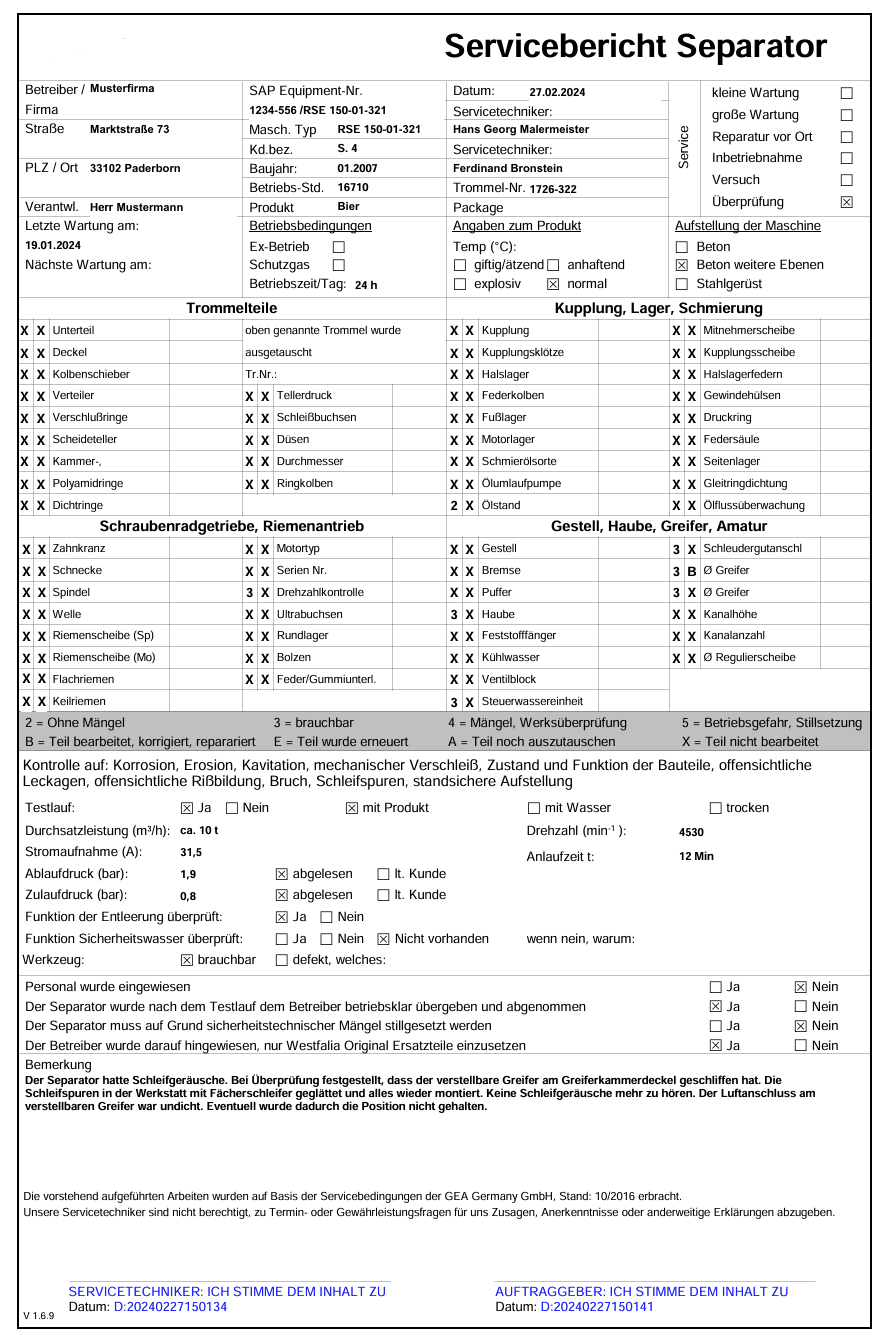 Servicebericht Separator
Betreiber / Musterfirma
Firma
Straße Marktstraße 73
PLZ / Ort 33102 Paderborn
Verantwl. Herr Mustermann
SAP Equipment-Nr.
1234-556 /RSE 150-01-321
Masch. Typ RSE 150-01-321
Kd.bez. S. 4
Baujahr: 01.2007
Betriebs-Std. 16710
Produkt Bier
Datum: 27.02.2024
Servicetechniker:
Hans Georg Malermeister
Servicetechniker:
Ferdinand Bronstein
Trommel-Nr. 1726-322
Package
Service
kleine Wartung ☐
große Wartung ☐
Reparatur vor Ort ☐
Inbetriebnahme ☐
Versuch ☐
Überprüfung ☒
Letzte Wartung am:
19.01.2024
Nächste Wartung am:
Betriebsbedingungen
Ex-Betrieb ☐
Schutzgas ☐
Betriebszeit/Tag: 24 h
Angaben zum Produkt
Temp (°C):
☐ giftig/ätzend ☐ anhaftend
☐ explosiv ☒ normal
Aufstellung der Maschine
☐ Beton
☒ Beton weitere Ebenen
☐ Stahlgerüst
Trommelteile
X X Unterteil oben genannte Trommel wurde
X X Deckel ausgetauscht
X X Kolbenschieber Tr.Nr.:
X X Verteiler X X Tellerdruck
X X Verschlußringe X X Schleißbuchsen
X X Scheideteller X X Düsen
X X Kammer-, X X Durchmesser
X X Polyamidringe X X Ringkolben
X X Dichtringe
Kupplung, Lager, Schmierung
X X Kupplung X X Mitnehmerscheibe
X X Kupplungsklötze X X Kupplungsscheibe
X X Halslager X X Halslagerfedern
X X Federkolben X X Gewindehülsen
X X Fußlager X X Druckring
X X Motorlager X X Federsäule
X X Schmierölsorte X X Seitenlager
X X Ölumlaufpumpe X X Gleitringdichtung
2 X Ölstand X X Ölflussüberwachung
Schraubenradgetriebe, Riemenantrieb
X X Zahnkranz X X Motortyp
X X Schnecke X X Serien Nr.
X X Spindel 3 X Drehzahlkontrolle
X X Welle X X Ultrabuchsen
X X Riemenscheibe (Sp) X X Rundlager
X X Riemenscheibe (Mo) X X Bolzen
X X Flachriemen X X Feder/Gummiunterl.
X X Keilriemen
Gestell, Haube, Greifer, Amatur
X X Gestell 3 X Schleudergutanschl
X X Bremse 3 B Ø Greifer
X X Puffer 3 X Ø Greifer
3 X Haube X X Kanalhöhe
X X Feststofffänger X X Kanalanzahl
X X Kühlwasser X X Ø Regulierscheibe
X X Ventilblock
3 X Steuerwassereinheit
2 = Ohne Mängel 3 = brauchbar 4 = Mängel, Werksüberprüfung 5 = Betriebsgefahr, Stillsetzung
B = Teil bearbeitet, korrigiert, reparariert E = Teil wurde erneuert A = Teil noch auszutauschen X = Teil nicht bearbeitet
Kontrolle auf: Korrosion, Erosion, Kavitation, mechanischer Verschleiß, Zustand und Funktion der Bauteile, offensichtliche
Leckagen, offensichtliche Rißbildung, Bruch, Schleifspuren, standsichere Aufstellung
Testlauf: ☒ Ja ☐ Nein ☒ mit Produkt ☐ mit Wasser ☐ trocken
Durchsatzleistung (m³/h): ca. 10 t Drehzahl (min⁻¹ ): 4530
Stromaufnahme (A): 31,5 Anlaufzeit t: 12 Min
Ablaufdruck (bar): 1,9 ☒ abgelesen ☐ lt. Kunde
Zulaufdruck (bar): 0,8 ☒ abgelesen ☐ lt. Kunde
Funktion der Entleerung überprüft: ☒ Ja ☐ Nein
Funktion Sicherheitswasser überprüft: ☐ Ja ☐ Nein ☒ Nicht vorhanden wenn nein, warum:
Werkzeug: ☒ brauchbar ☐ defekt, welches:
Personal wurde eingewiesen ☐ Ja ☒ Nein
Der Separator wurde nach dem Testlauf dem Betreiber betriebsklar übergeben und abgenommen ☒ Ja ☐ Nein
Der Separator muss auf Grund sicherheitstechnischer Mängel stillgesetzt werden ☐ Ja ☒ Nein
Der Betreiber wurde darauf hingewiesen, nur Westfalia Original Ersatzteile einzusetzen ☒ Ja ☐ Nein
Bemerkung
Der Separator hatte Schleifgeräusche. Bei Überprüfung festgestellt, dass der verstellbare Greifer am Greiferkammerdeckel geschliffen hat. Die
Schleifspuren in der Werkstatt mit Fächerschleifer geglättet und alles wieder montiert. Keine Schleifgeräusche mehr zu hören. Der Luftanschluss am
verstellbaren Greifer war undicht. Eventuell wurde dadurch die Position nicht gehalten.
Die vorstehend aufgeführten Arbeiten wurden auf Basis der Servicebedingungen der GEA Germany GmbH, Stand: 10/2016 erbracht.
Unsere Servicetechniker sind nicht berechtigt, zu Termin- oder Gewährleistungsfragen für uns Zusagen, Anerkenntnisse oder anderweitige Erklärungen abzugeben.
SERVICETECHNIKER: ICH STIMME DEM INHALT ZU AUFTRAGGEBER: ICH STIMME DEM INHALT ZU
Datum: D:20240227150134 Datum: D:20240227150141
V 1.6.9